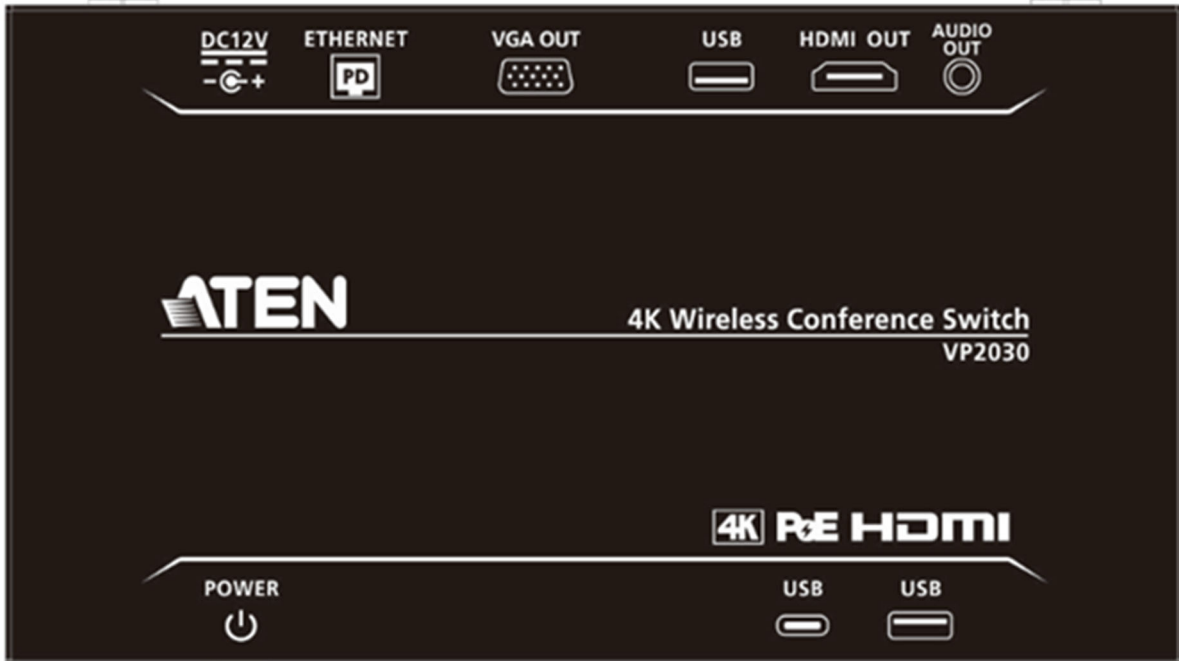 DC12V ETHERNET VGA OUT USB HDMI OUT AUDIO OUT
PD
ATEN
4K Wireless Conference Switch
VP2030
4K PoE HDMI
POWER USB USB